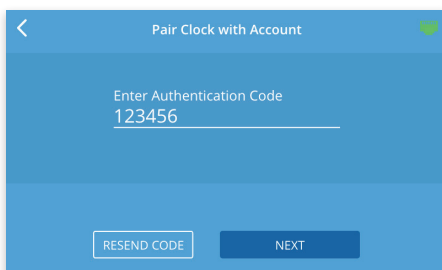 Pair Clock with Account
Enter Authentication Code
123456
RESEND CODE
NEXT